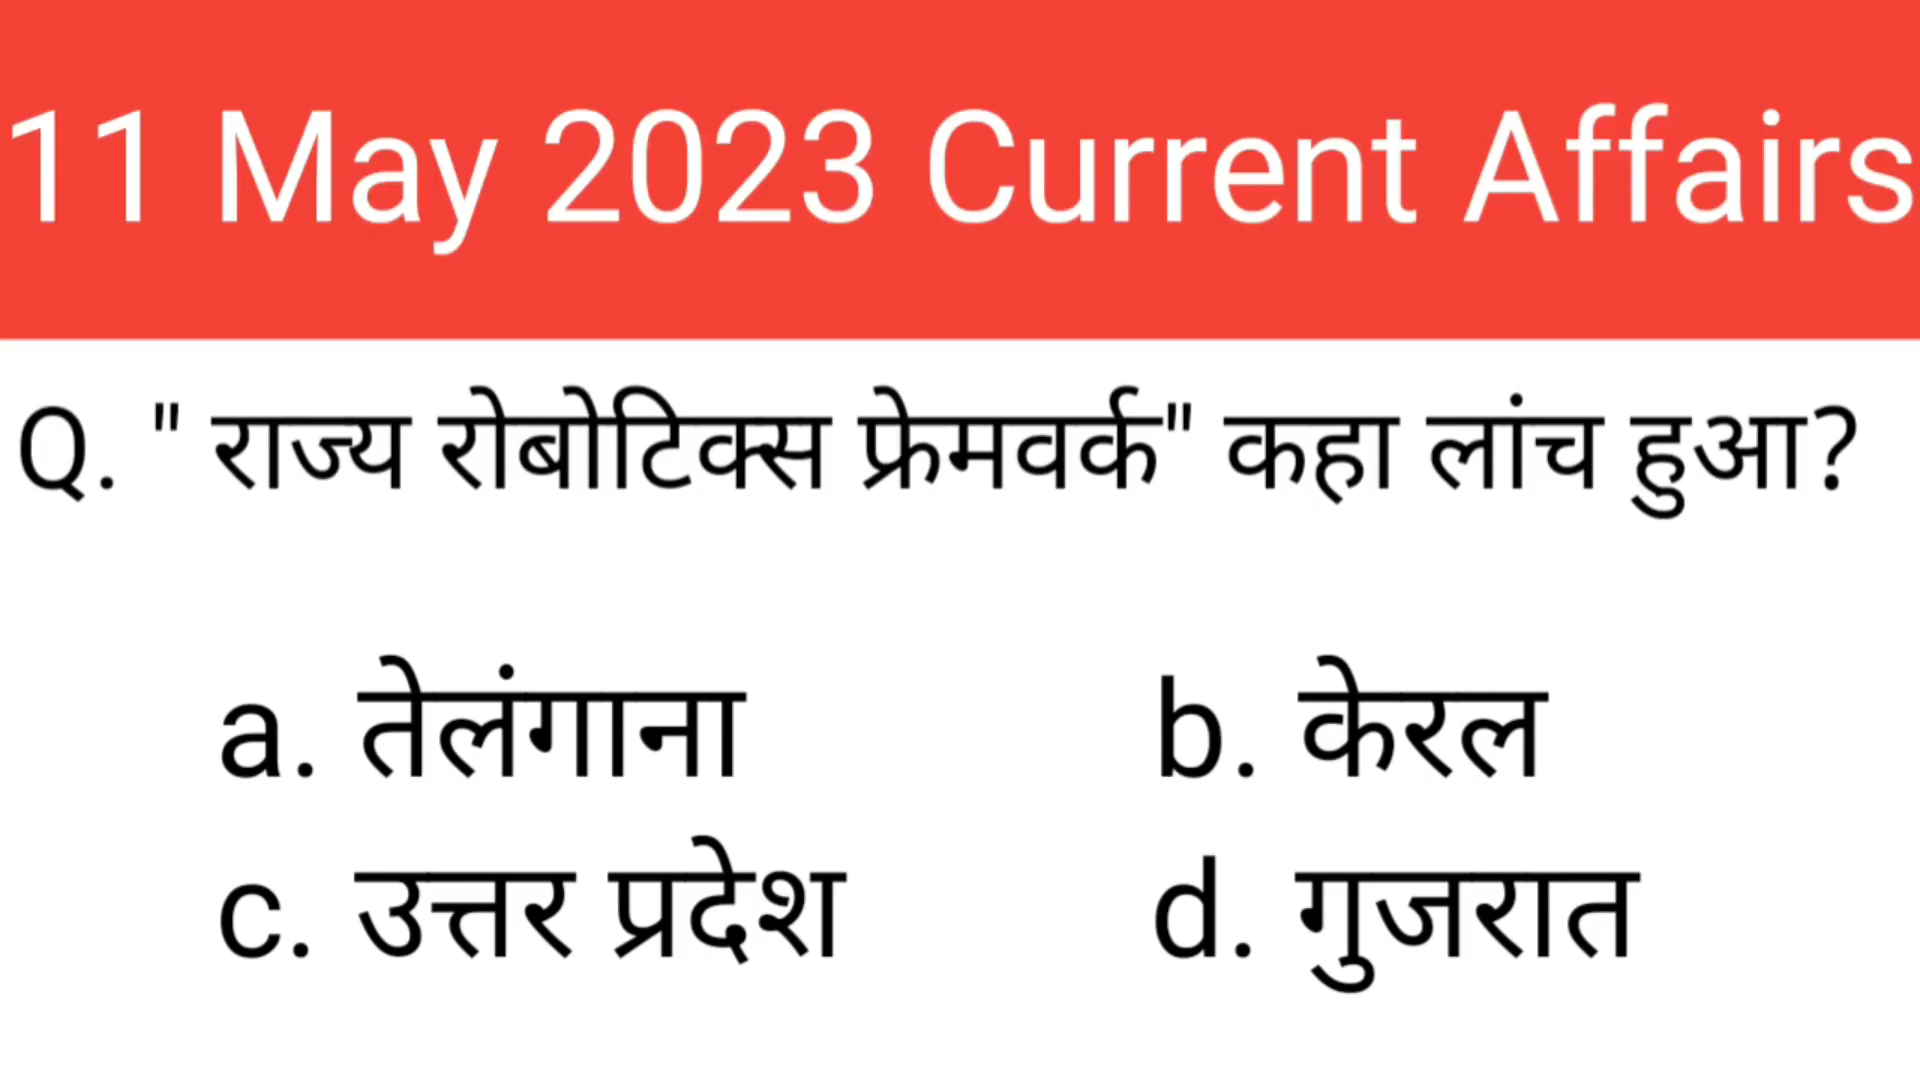 11 May 2023 Current Affairs
Q. " राज्य रोबोटिक्स फ्रेमवर्क" कहा लांच हुआ?
a. तेलंगाना b. केरल
c. उत्तर प्रदेश d. गुजरात